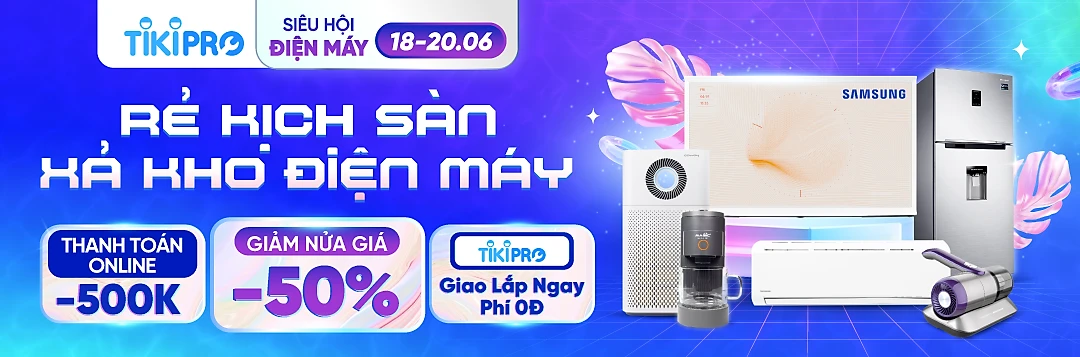 TIKIPRO
SIÊU HỘI
ĐIỆN MÁY
18-20.06
RẺ KỊCH SÀN
XẢ KHO ĐIỆN MÁY
THANH TOÁN
ONLINE
-500K
GIẢM NỬA GIÁ
-50%
TIKIPRO
Giao Lắp Ngay
Phí 0Đ
SAMSUNG